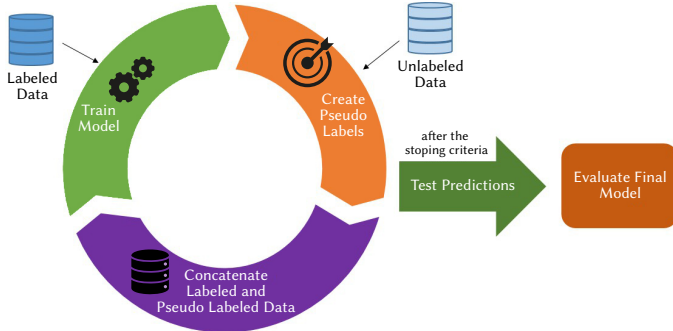 Labeled
Data
Train
Model
Create
Pseudo
Labels
Unlabeled
Data
Concatenate
Labeled and
Pseudo Labeled Data
after the
stoping criteria
Test Predictions
Evaluate Final
Model